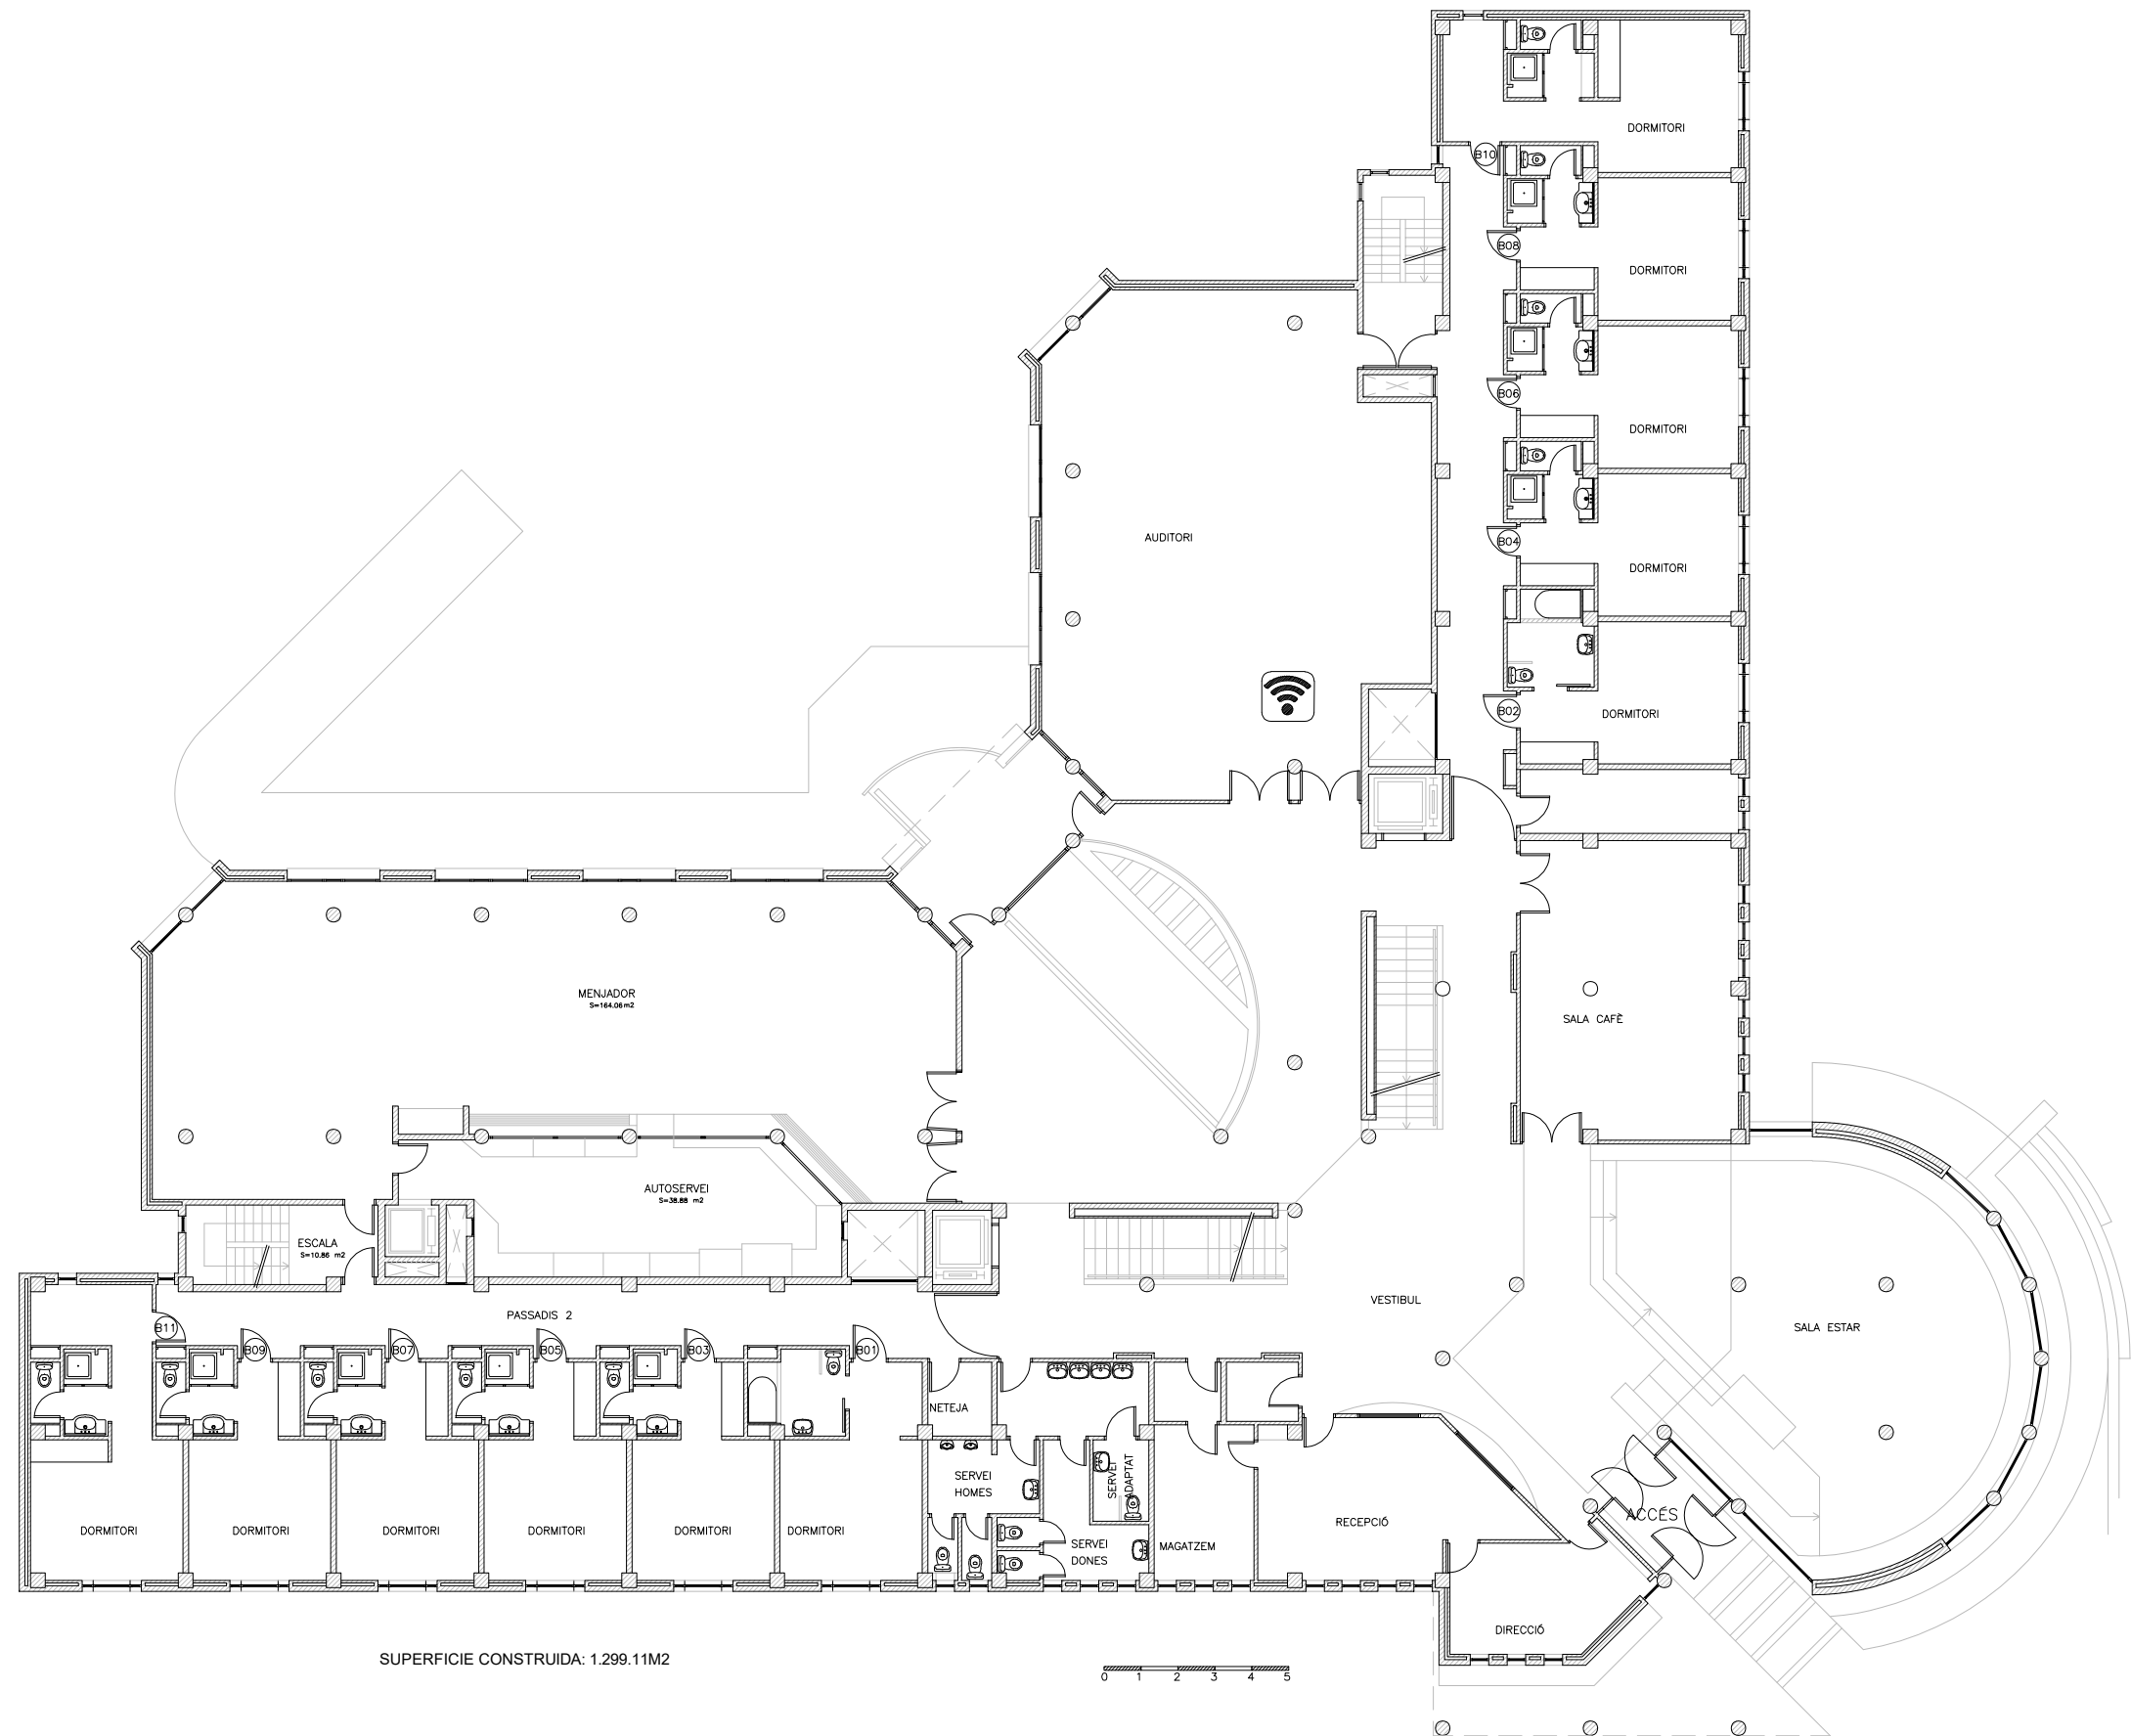 DORMITORI
B10
B08
DORMITORI
B06
DORMITORI
AUDITORI
B04
DORMITORI
B02
DORMITORI
MENJADOR
S=164.06 m2
SALA CAFÈ
AUTOSERVEI
S=38.88 m2
ESCALA
S=10.86 m2
PASSADIS 2
VESTIBUL
SALA ESTAR
B11
B09
B07
B05
B03
B01
NETEJA
SERVEI
HOMES
SERVEI
ADAPTAT
ACCÉS
DORMITORI
DORMITORI
DORMITORI
DORMITORI
DORMITORI
DORMITORI
SERVEI
DONES
MAGATZEM
RECEPCIÓ
DIRECCIÓ
SUPERFICIE CONSTRUIDA: 1.299.11M2
0 1 2 3 4 5